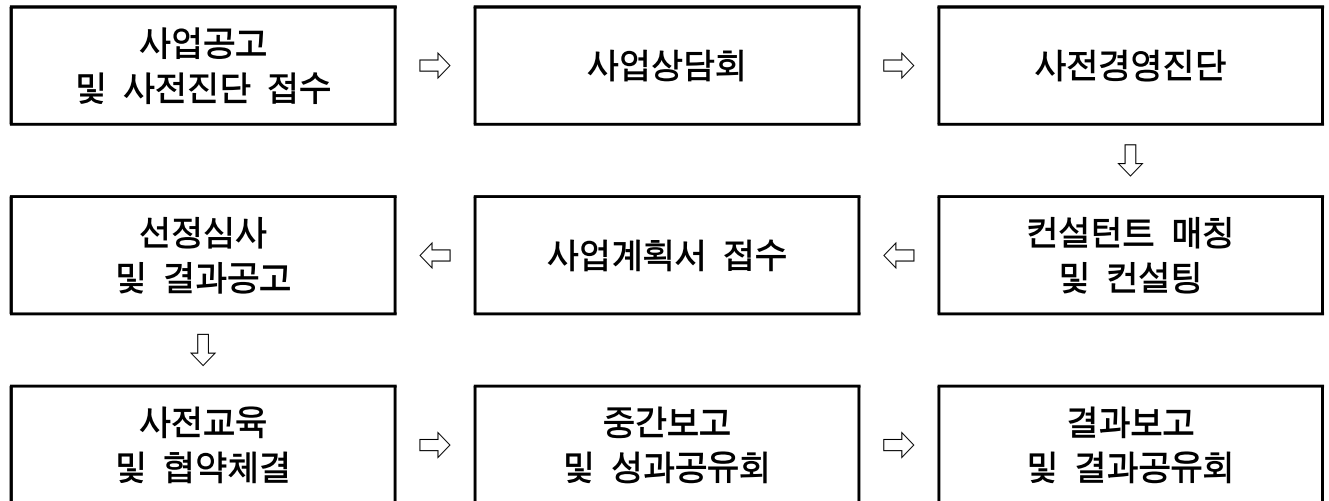 사업공고
및 사전진단 접수
⇨
사업상담회
⇨
사전경영진단
⇩
컨설턴트 매칭
및 컨설팅
⇦
사업계획서 접수
⇦
선정심사
및 결과공고
⇩
사전교육
및 협약체결
⇨
중간보고
및 성과공유회
⇨
결과보고
및 결과공유회